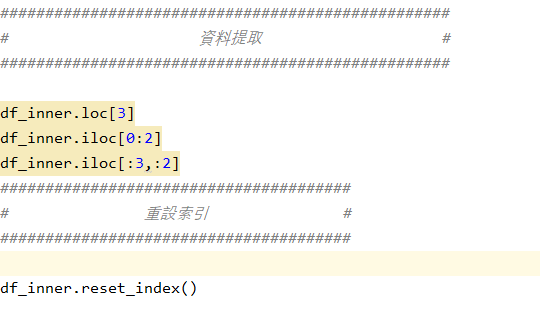 ##################################################
#                     資料提取                    #
##################################################
df_inner.loc[3]
df_inner.iloc[0:2]
df_inner.iloc[:3,:2]
#######################################
#               重設索引               #
#######################################
df_inner.reset_index()